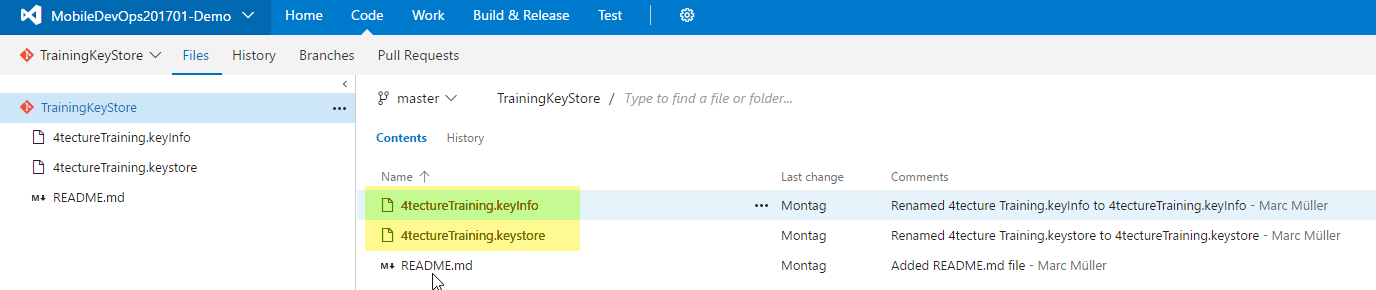 MobileDevOps201701-Demo Home Code Work Build & Release Test
TrainingKeyStore Files History Branches Pull Requests
TrainingKeyStore ...
4tectureTraining.keyInfo
4tectureTraining.keystore
M↓ README.md
master TrainingKeyStore / Type to find a file or folder...
Contents History
Name ↑ Last change Comments
4tectureTraining.keyInfo ... Montag Renamed 4tecture Training.keyInfo to 4tectureTraining.keyInfo - Marc Müller
4tectureTraining.keystore Montag Renamed 4tecture Training.keystore to 4tectureTraining.keystore - Marc Müller
M↓ README.md Montag Added README.md file - Marc Müller